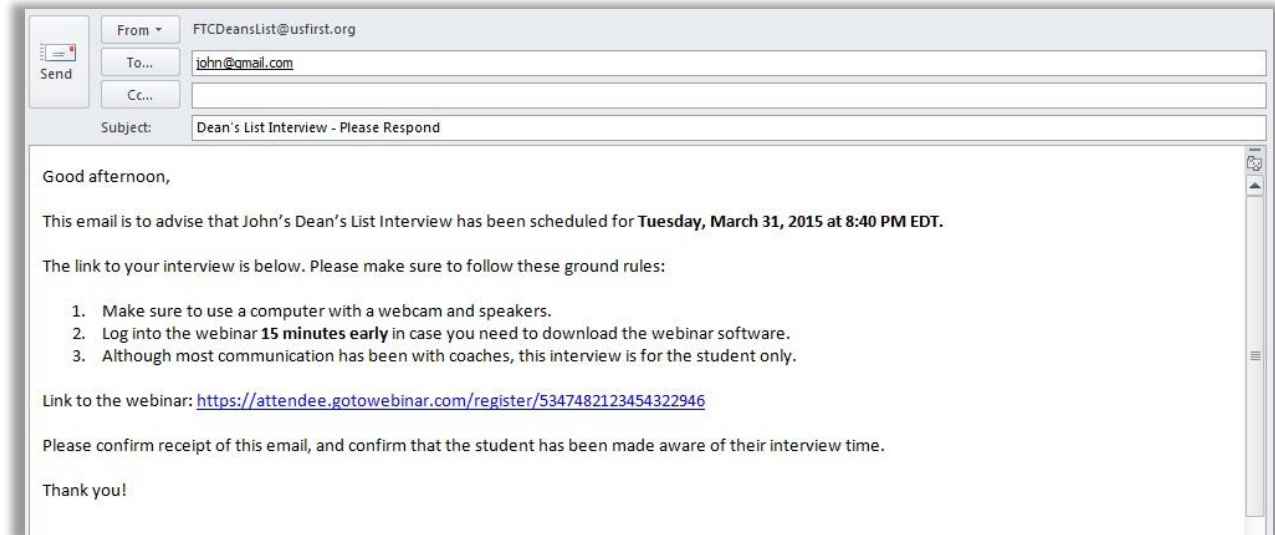 From
FTCDeansList@usfirst.org
Send
To...
john@gmail.com
Cc...
Subject:
Dean's List Interview - Please Respond
Good afternoon,
This email is to advise that John’s Dean’s List Interview has been scheduled for Tuesday, March 31, 2015 at 8:40 PM EDT.
The link to your interview is below. Please make sure to follow these ground rules:
1. Make sure to use a computer with a webcam and speakers.
2. Log into the webinar 15 minutes early in case you need to download the webinar software.
3. Although most communication has been with coaches, this interview is for the student only.
Link to the webinar: https://attendee.gotowebinar.com/register/5347482123454322946
Please confirm receipt of this email, and confirm that the student has been made aware of their interview time.
Thank you!